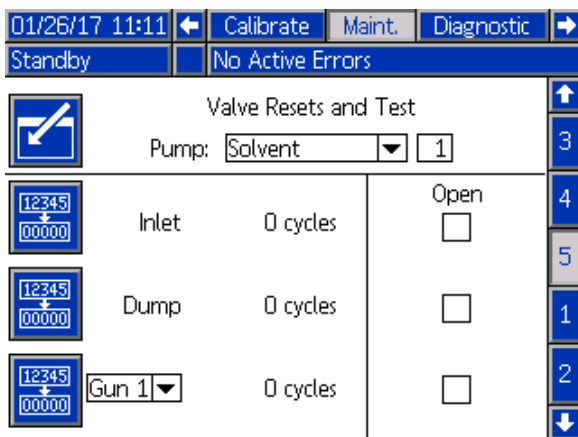 01/26/17 11:11 Calibrate Maint. Diagnostic
Standby No Active Errors
Valve Resets and Test
Pump: Solvent 1
3
12345
00000
Inlet 0 cycles Open
4
5
12345
00000
Dump 0 cycles
1
12345
00000
Gun 1 0 cycles
2